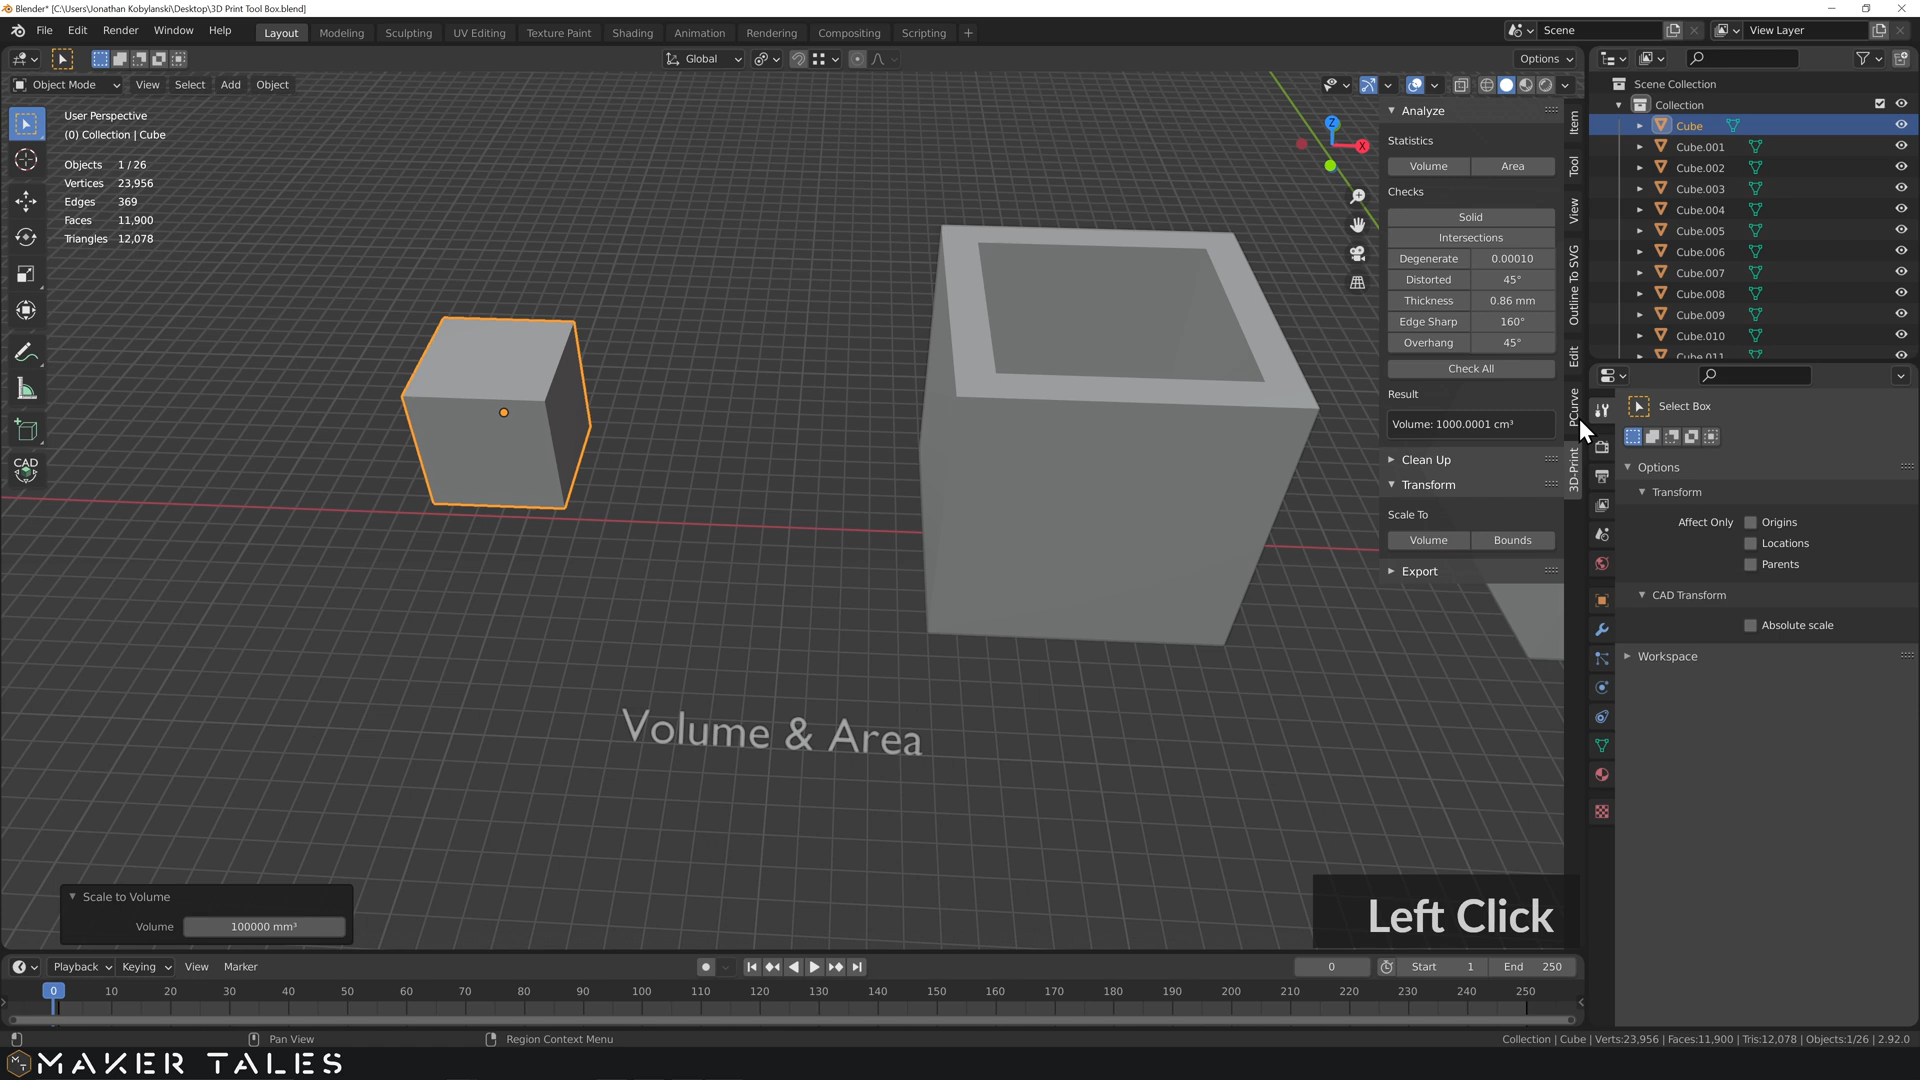 Blender* [C:\Users\Jonathan Kobylanski\Desktop\3D Print Tool Box.blend]
File Edit Render Window Help Layout Modeling Sculpting UV Editing Texture Paint Shading Animation Rendering Compositing Scripting + Scene View Layer
Global Options
Object Mode View Select Add Object
User Perspective
(0) Collection | Cube
Objects 1 / 26
Vertices 23,956
Edges 369
Faces 11,900
Triangles 12,078
Z
X
Analyze
Statistics
Volume Area
Checks
Solid
Intersections
Degenerate 0.00010
Distorted 45°
Thickness 0.86 mm
Edge Sharp 160°
Overhang 45°
Check All
Result
Volume: 1000.0001 cm³
Clean Up
Transform
Scale To
Volume Bounds
Export
Item
Tool
View
Outline To SVG
Edit
PCurve
3D-Print
Scene Collection
Collection
Cube
Cube.001
Cube.002
Cube.003
Cube.004
Cube.005
Cube.006
Cube.007
Cube.008
Cube.009
Cube.010
Cube.011
Select Box
Options
Transform
Affect Only Origins
Locations
Parents
CAD Transform
Absolute scale
Workspace
CAD
Volume & Area
Scale to Volume
Volume 100000 mm³
Left Click
Playback Keying View Marker 0 Start 1 End 250
0 10 20 30 40 50 60 70 80 90 100 110 120 130 140 150 160 170 180 190 200 210 220 230 240 250
Pan View Region Context Menu Collection | Cube | Verts:23,956 | Faces:11,900 | Tris:12,078 | Objects:1/26 | 2.92.0
MAKER TALES